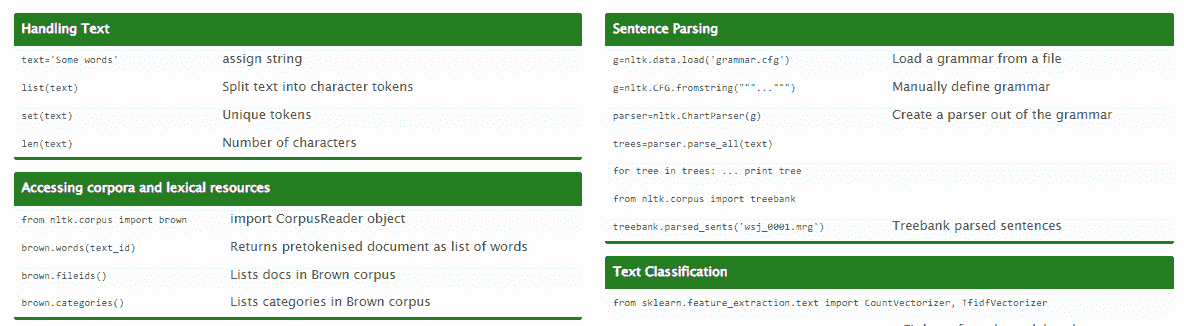 Handling Text
text='Some words' assign string
list(text) Split text into character tokens
set(text) Unique tokens
len(text) Number of characters
Accessing corpora and lexical resources
from nltk.corpus import brown import CorpusReader object
brown.words(text_id) Returns pretokenised document as list of words
brown.fileids() Lists docs in Brown corpus
brown.categories() Lists categories in Brown corpus
Sentence Parsing
g=nltk.data.load('grammar.cfg') Load a grammar from a file
g=nltk.CFG.fromstring("""...""") Manually define grammar
parser=nltk.ChartParser(g) Create a parser out of the grammar
trees=parser.parse_all(text)
for tree in trees: ... print tree
from nltk.corpus import treebank
treebank.parsed_sents('wsj_0001.mrg') Treebank parsed sentences
Text Classification
from sklearn.feature_extraction.text import CountVectorizer, TfidfVectorizer